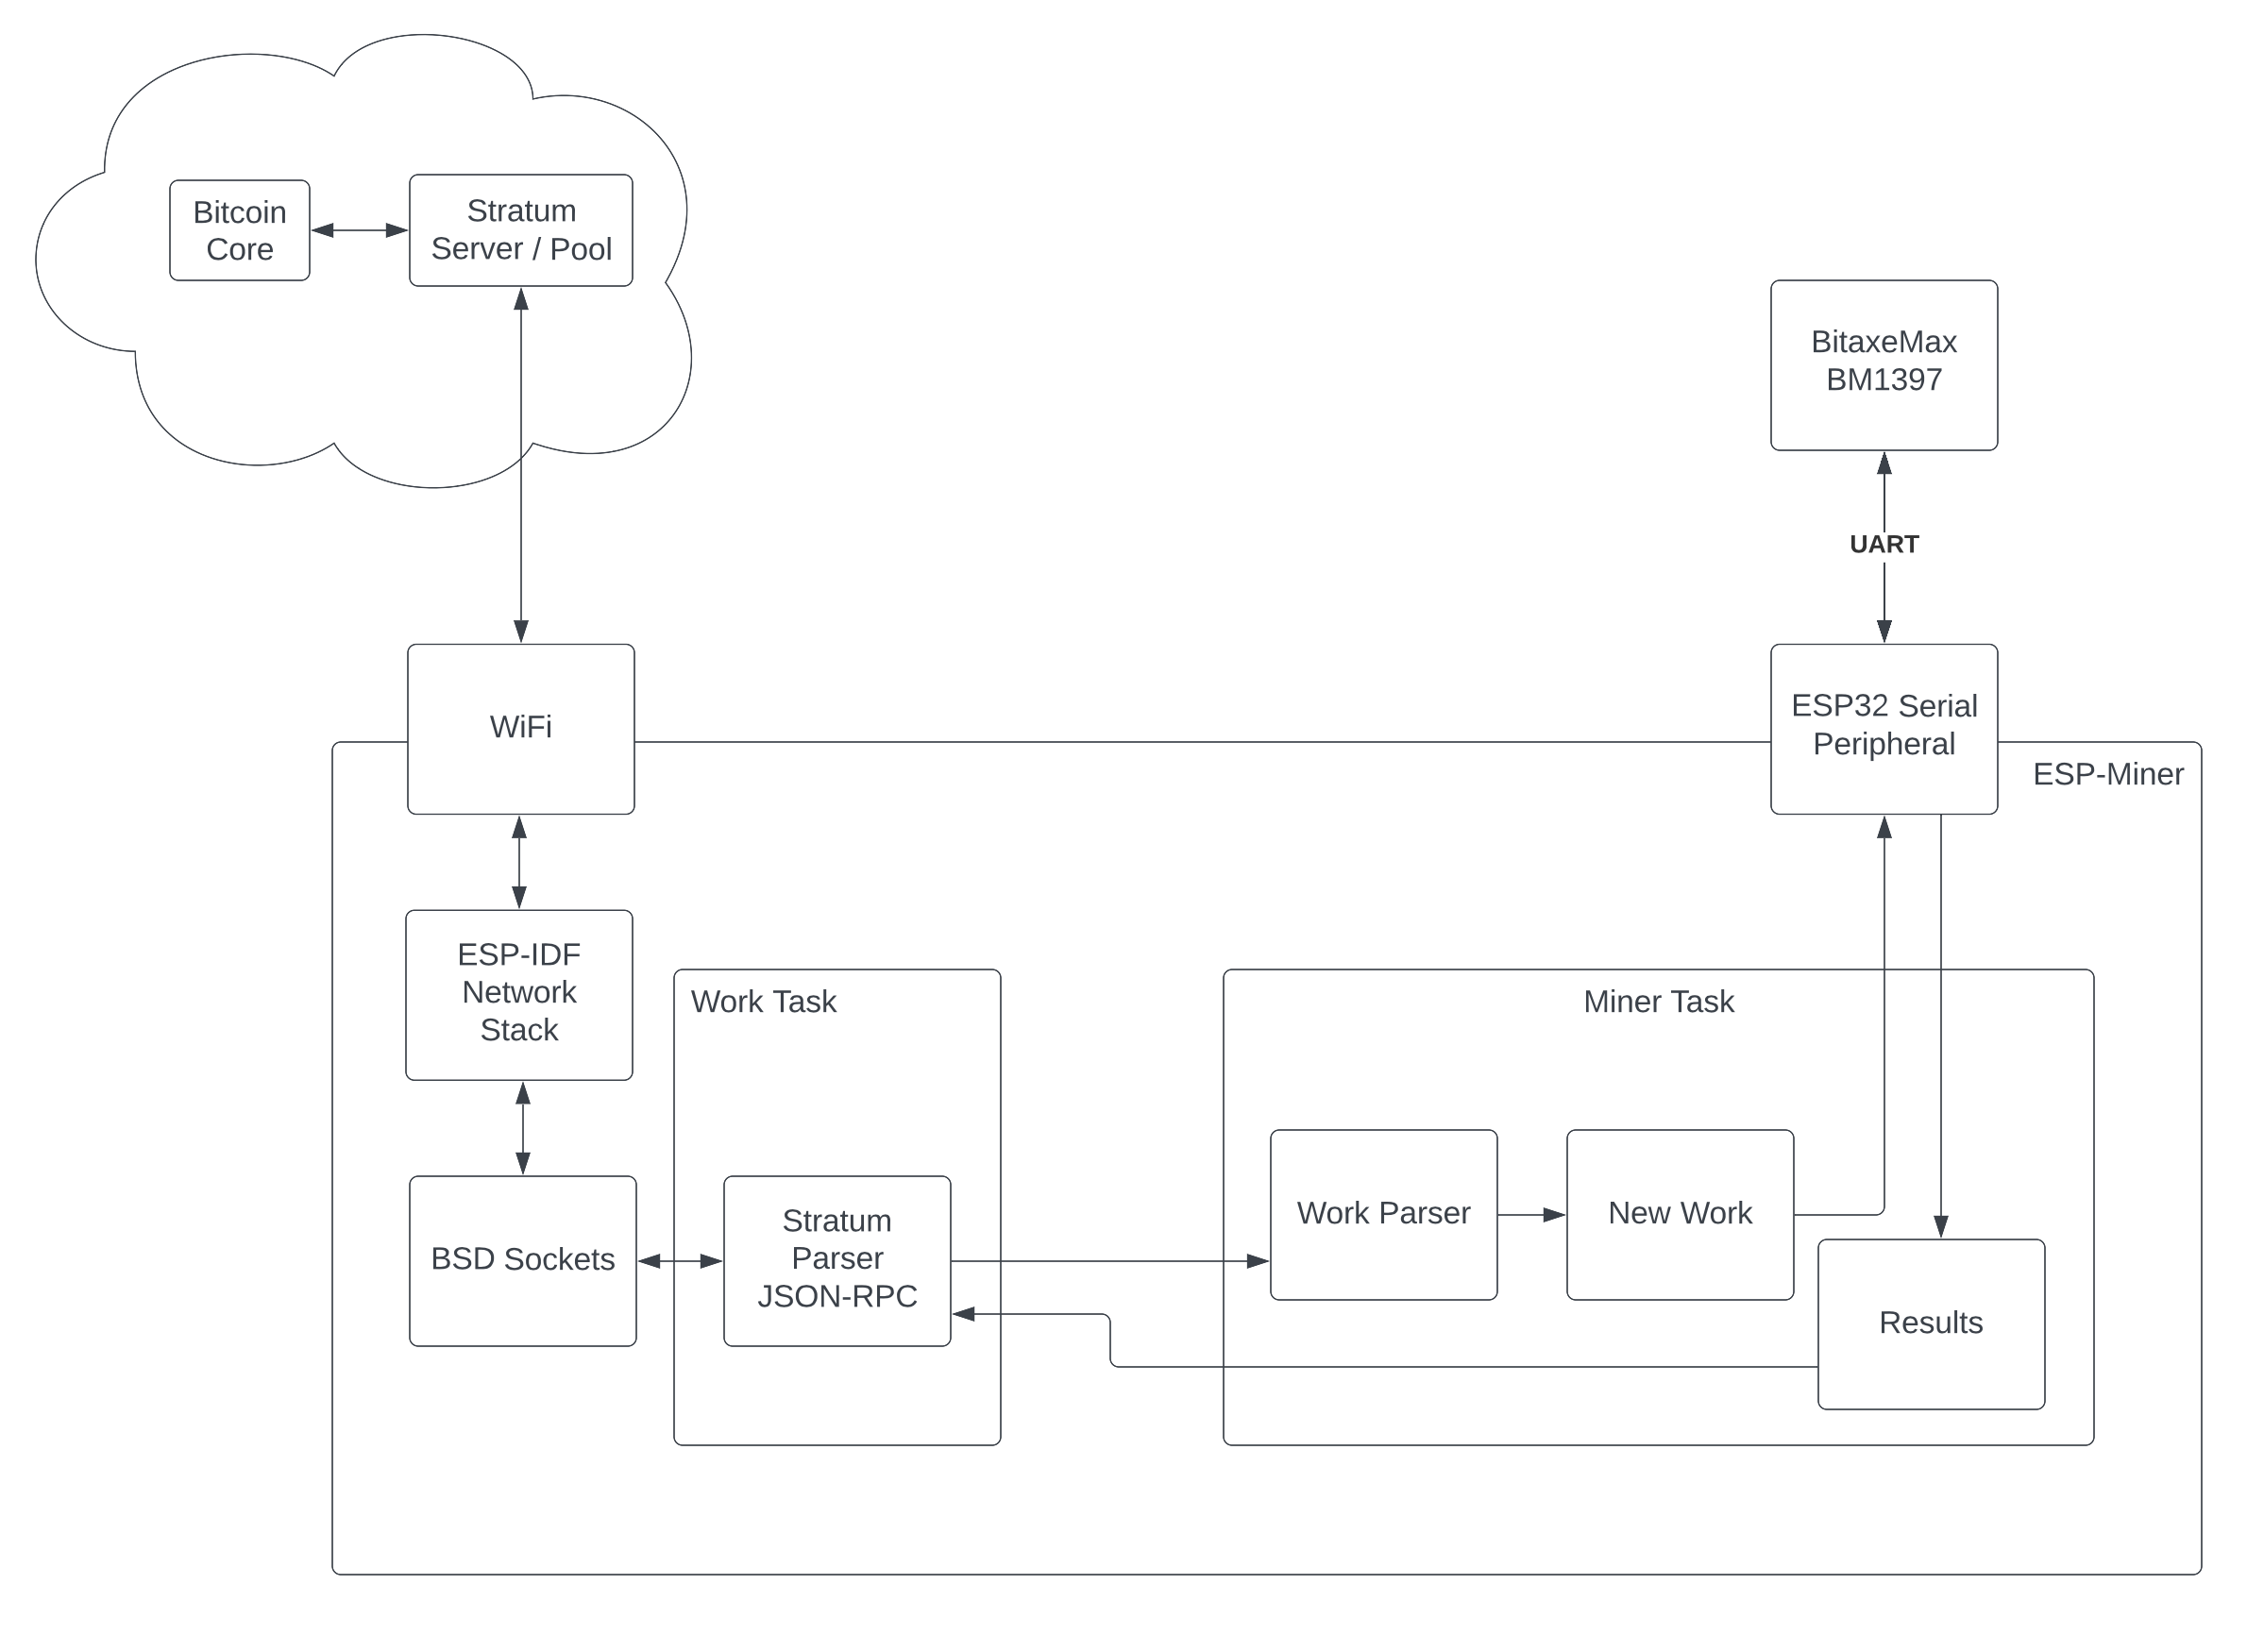 Bitcoin
Core
Stratum
Server / Pool
BitaxeMax
BM1397
UART
WiFi
ESP32 Serial
Peripheral
ESP-Miner
ESP-IDF
Network
Stack
Work Task
Miner Task
BSD Sockets
Stratum
Parser
JSON-RPC
Work Parser
New Work
Results